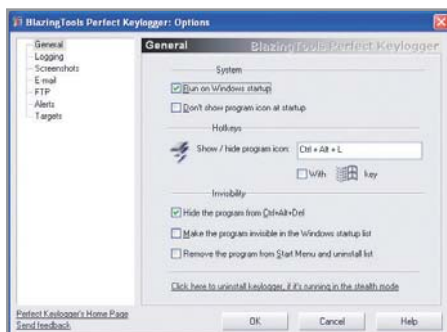 BlazingTools Perfect Keylogger: Options
General
Logging
Screenshots
E-mail
FTP
Alerts
Targets
General
BlazingTools Perfect Keylogger
System
Run on Windows startup
Don't show program icon at startup
Hotkeys
Show / hide program icon:
Ctrl + Alt + L
With
key
Invisibility
Hide the program from Ctrl+Alt+Del
Make the program invisible in the Windows startup list
Remove the program from Start Menu and uninstall list
Click here to uninstall keylogger, if it's running in the stealth mode
Perfect Keylogger's Home Page
Send feedback
OK
Cancel
Help